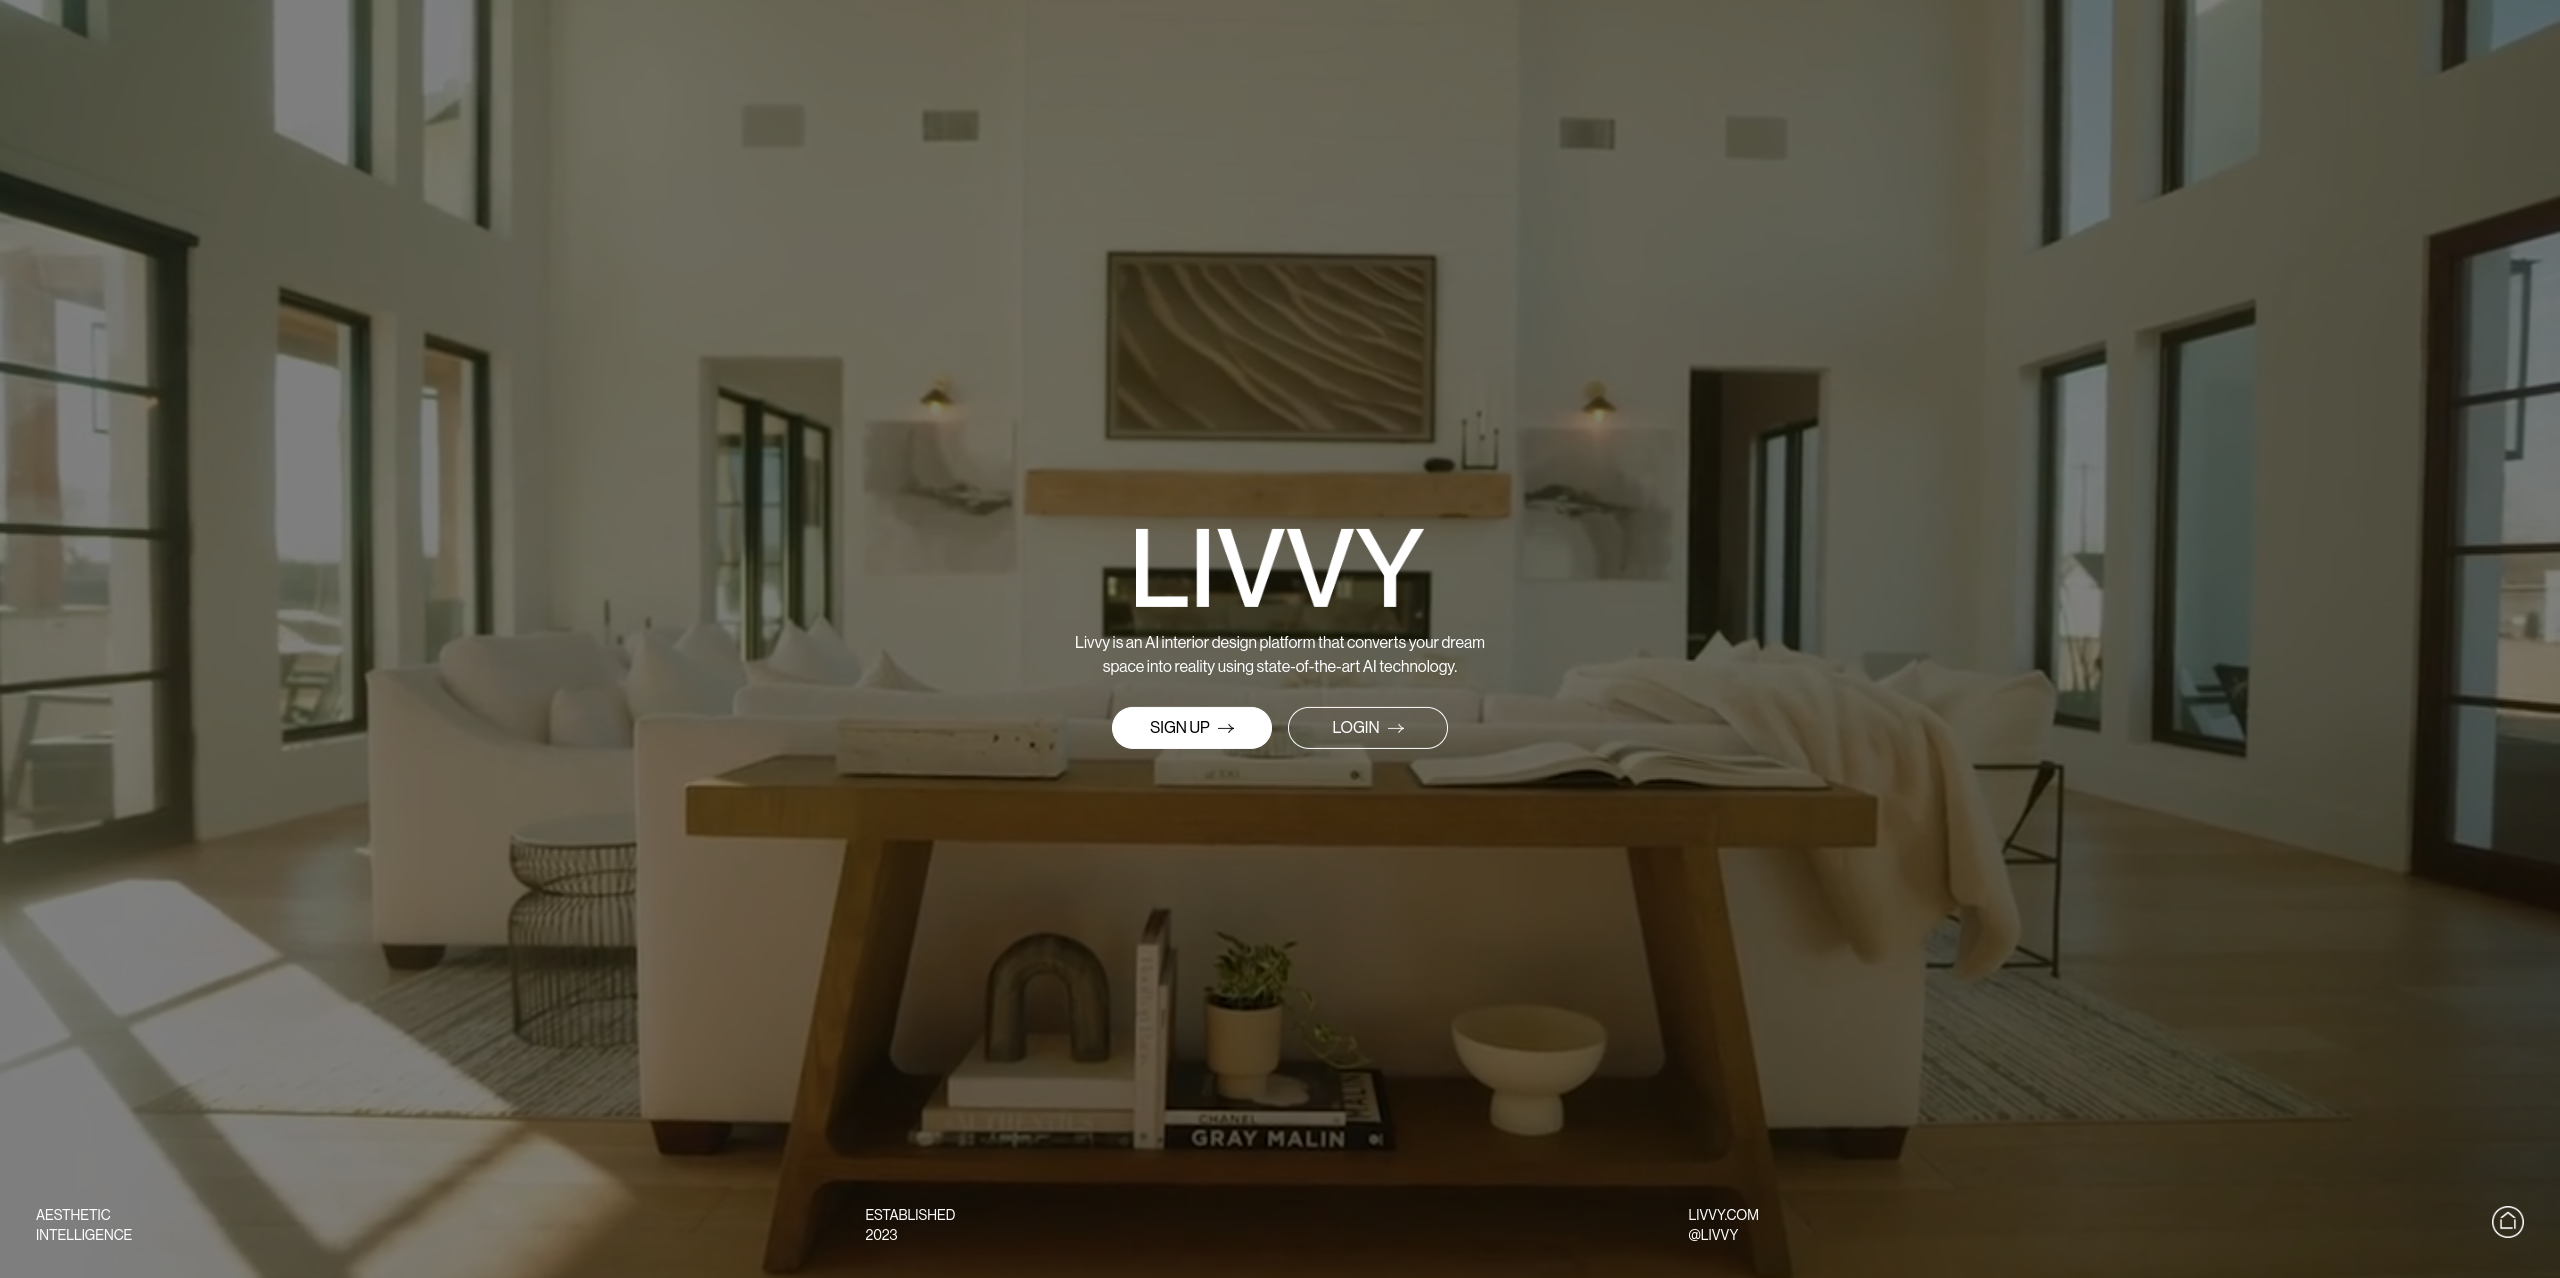 LIVVY
Livvy is an AI interior design platform that converts your dream
space into reality using state-of-the-art AI technology.
SIGN UP →
LOGIN →
CHANEL
GRAY MALIN
MALIN
AESTHETIC
INTELLIGENCE
ESTABLISHED
2023
LIVVY.COM
@LIVVY